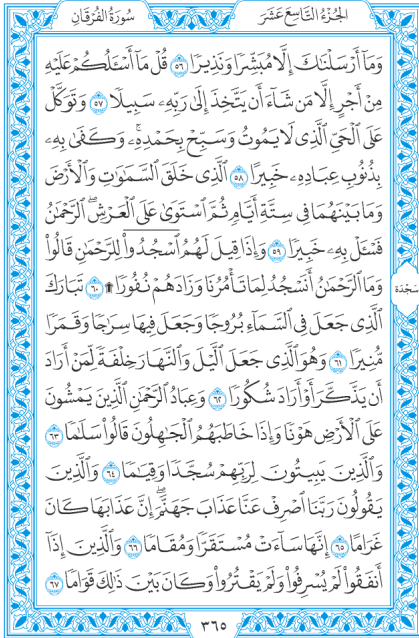 الجزء التاسع عشر
سورة الفرقان
وَمَآ أَرۡسَلۡنَٰكَ إِلَّا مُبَشِّرٗا وَنَذِيرٗا ٥٦ قُلۡ مَآ أَسۡـَٔلُكُمۡ عَلَيۡهِ
مِنۡ أَجۡرٍ إِلَّا مَن شَآءَ أَن يَتَّخِذَ إِلَىٰ رَبِّهِۦ سَبِيلٗا ٥٧ وَتَوَكَّلۡ
عَلَى ٱلۡحَيِّ ٱلَّذِي لَا يَمُوتُ وَسَبِّحۡ بِحَمۡدِهِۦۚ وَكَفَىٰ بِهِۦ
بِذُنُوبِ عِبَادِهِۦ خَبِيرًا ٥٨ ٱلَّذِي خَلَقَ ٱلسَّمَٰوَٰتِ وَٱلۡأَرۡضَ
وَمَا بَيۡنَهُمَا فِي سِتَّةِ أَيَّامٖ ثُمَّ ٱسۡتَوَىٰ عَلَى ٱلۡعَرۡشِۖ ٱلرَّحۡمَٰنُ
فَسۡـَٔلۡ بِهِۦ خَبِيرٗا ٥٩ وَإِذَا قِيلَ لَهُمُ ٱسۡجُدُواْ لِلرَّحۡمَٰنِ قَالُواْ
وَمَا ٱلرَّحۡمَٰنُ أَنَسۡجُدُ لِمَا تَأۡمُرُنَا وَزَادَهُمۡ نُفُورٗا۩ ٦٠ تَبَارَكَ
سَجْدَة
ٱلَّذِي جَعَلَ فِي ٱلسَّمَآءِ بُرُوجٗا وَجَعَلَ فِيهَا سِرَٰجٗا وَقَمَرٗا
مُّنِيرٗا ٦١ وَهُوَ ٱلَّذِي جَعَلَ ٱلَّيۡلَ وَٱلنَّهَارَ خِلۡفَةٗ لِّمَنۡ أَرَادَ
أَن يَذَّكَّرَ أَوۡ أَرَادَ شُكُورٗا ٦٢ وَعِبَادُ ٱلرَّحۡمَٰنِ ٱلَّذِينَ يَمۡشُونَ
عَلَى ٱلۡأَرۡضِ هَوۡنٗا وَإِذَا خَاطَبَهُمُ ٱلۡجَٰهِلُونَ قَالُواْ سَلَٰمٗا ٦٣
وَٱلَّذِينَ يَبِيتُونَ لِرَبِّهِمۡ سُجَّدٗا وَقِيَٰمٗا ٦٤ وَٱلَّذِينَ
يَقُولُونَ رَبَّنَا ٱصۡرِفۡ عَنَّا عَذَابَ جَهَنَّمَۖ إِنَّ عَذَابَهَا كَانَ
غَرَامًا ٦٥ إِنَّهَا سَآءَتۡ مُسۡتَقَرّٗا وَمُقَامٗا ٦٦ وَٱلَّذِينَ إِذَآ
أَنفَقُواْ لَمۡ يُسۡرِفُواْ وَلَمۡ يَقۡتُرُواْ وَكَانَ بَيۡنَ ذَٰلِكَ قَوَامٗا ٦٧
٣٦٥